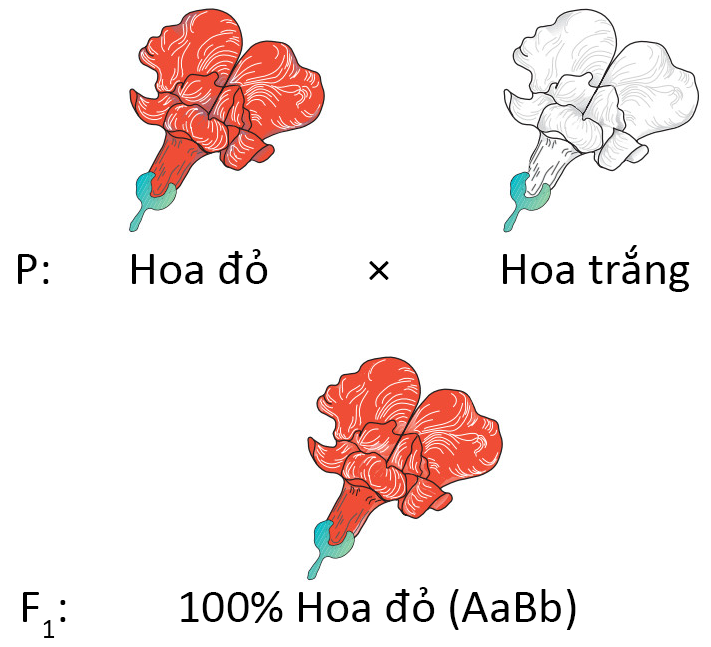 P: Hoa đỏ × Hoa trắng
F₁: 100% Hoa đỏ (AaBb)